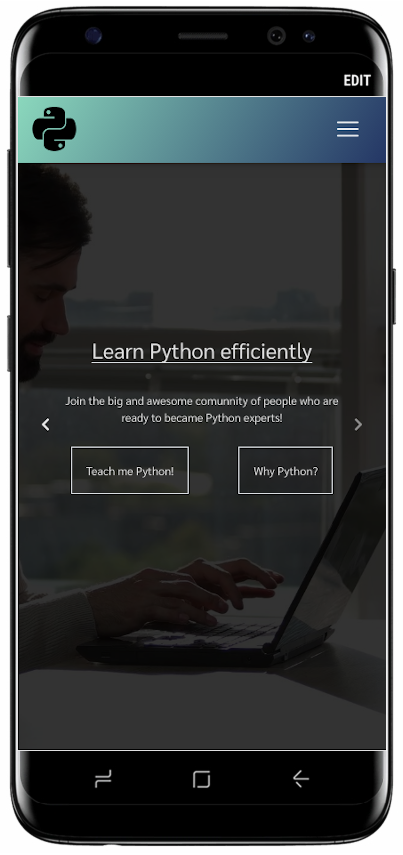 EDIT
Learn Python efficiently
Join the big and awesome comunnity of people who are
ready to became Python experts!
Teach me Python!
Why Python?